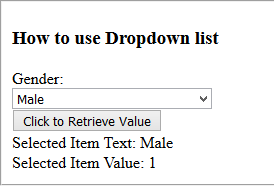 How to use Dropdown list
Gender:
Male
Click to Retrieve Value
Selected Item Text: Male
Selected Item Value: 1